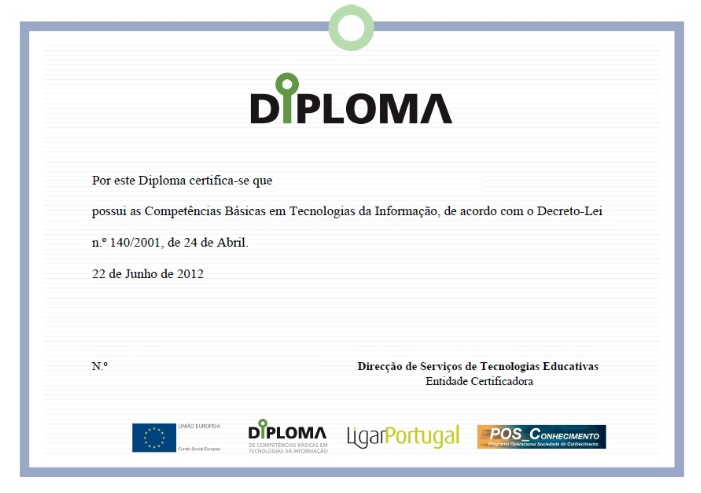 DIPLOMA
Por este Diploma certifica-se que
possui as Competências Básicas em Tecnologias da Informação, de acordo com o Decreto-Lei
n.º 140/2001, de 24 de Abril.
22 de Junho de 2012
N.º
Direcção de Serviços de Tecnologias Educativas
Entidade Certificadora
UNIÃO EUROPEIA
Fundo Social Europeu
DIPLOMA
DE COMPETÊNCIAS BÁSICAS EM
TECNOLOGIAS DA INFORMAÇÃO
LigarPortugal
POS_CONHECIMENTO
Programa Operacional Sociedade do Conhecimento